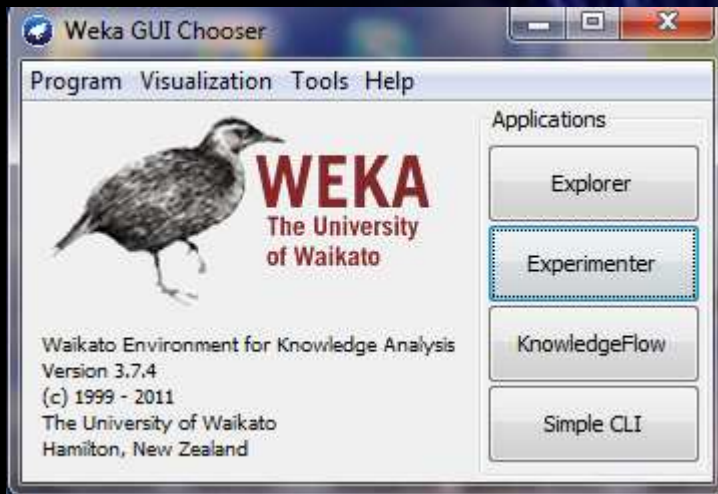 Weka GUI Chooser
Program Visualization Tools Help
WEKA
The University
of Waikato
Waikato Environment for Knowledge Analysis
Version 3.7.4
(c) 1999 - 2011
The University of Waikato
Hamilton, New Zealand
Applications
Explorer
Experimenter
KnowledgeFlow
Simple CLI